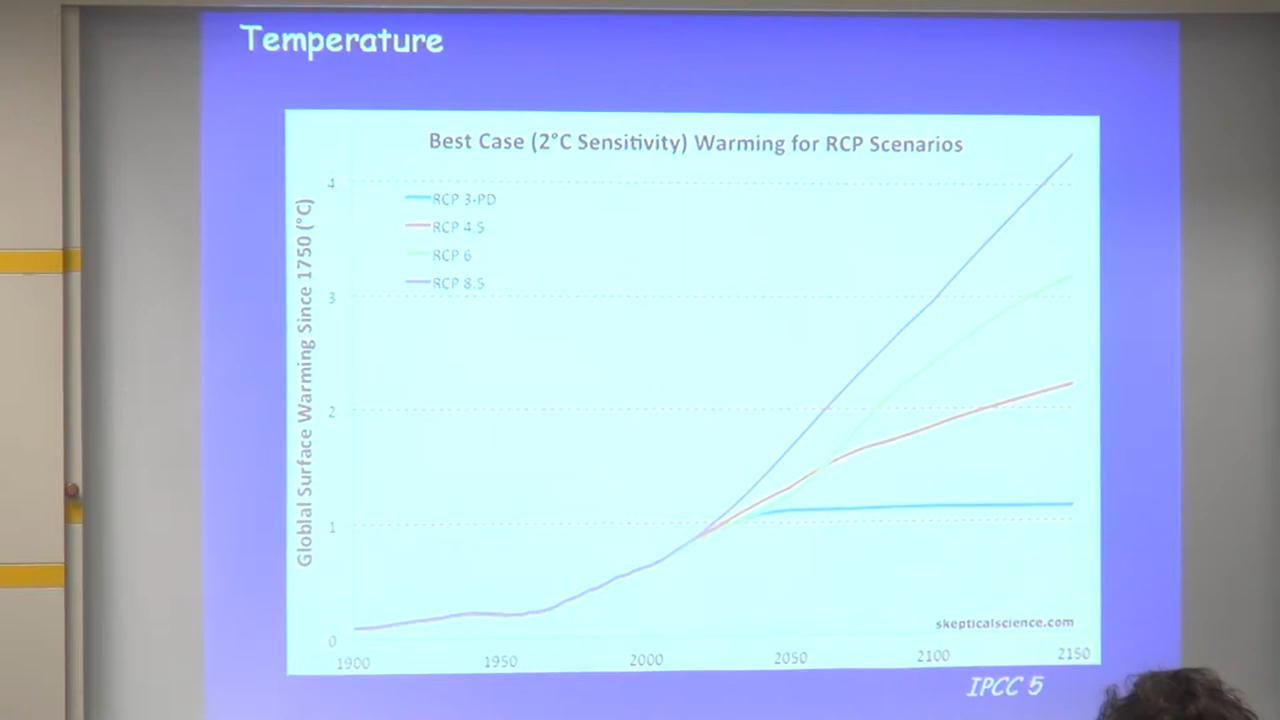 Temperature
Best Case (2°C Sensitivity) Warming for RCP Scenarios
Globlal Surface Warming Since 1750 (°C)
4
3
2
1
0
RCP 3-PD
RCP 4.5
RCP 6
RCP 8.5
skepticalscience.com
1900 1950 2000 2050 2100 2150
IPCC 5